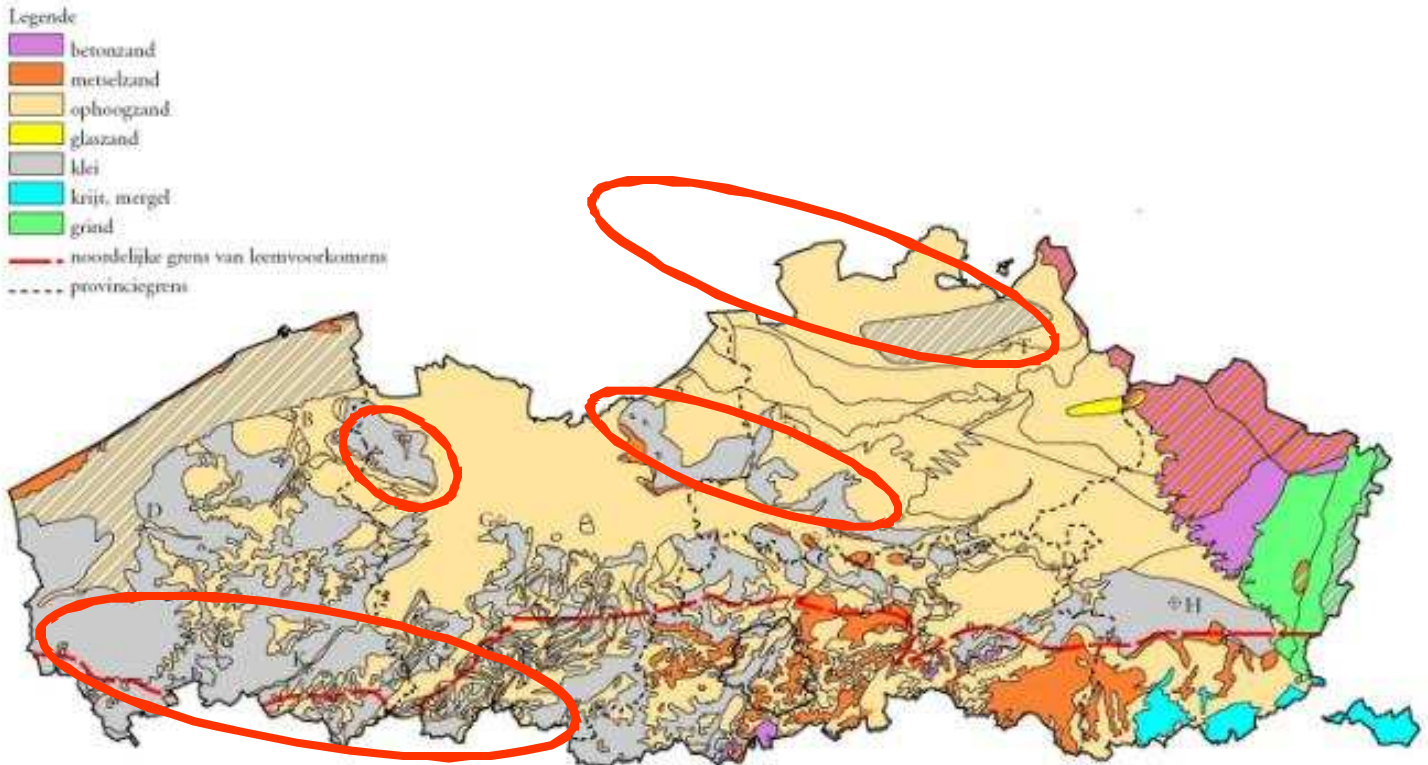 Legende
betonzand
metselzand
ophoogzand
glaszand
klei
krijt, mergel
grind
noordelijke grens van leemvoorkomens
provinciegrens
B
D
H
K